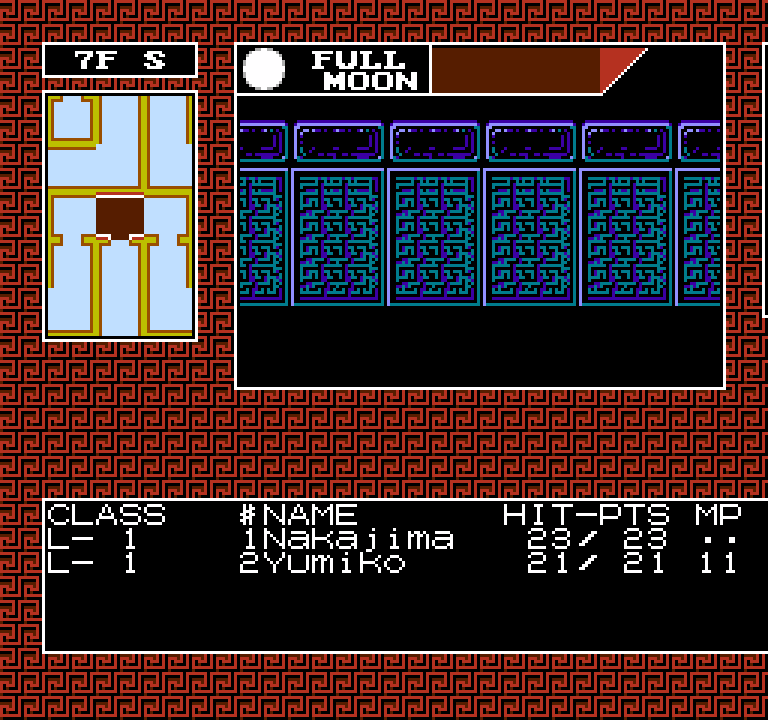 7F S
FULL
MOON
CLASS #NAME HIT-PTS MP
L- 1 1Nakajima 23/ 23 ..
L- 1 2Yumiko 21/ 21 11